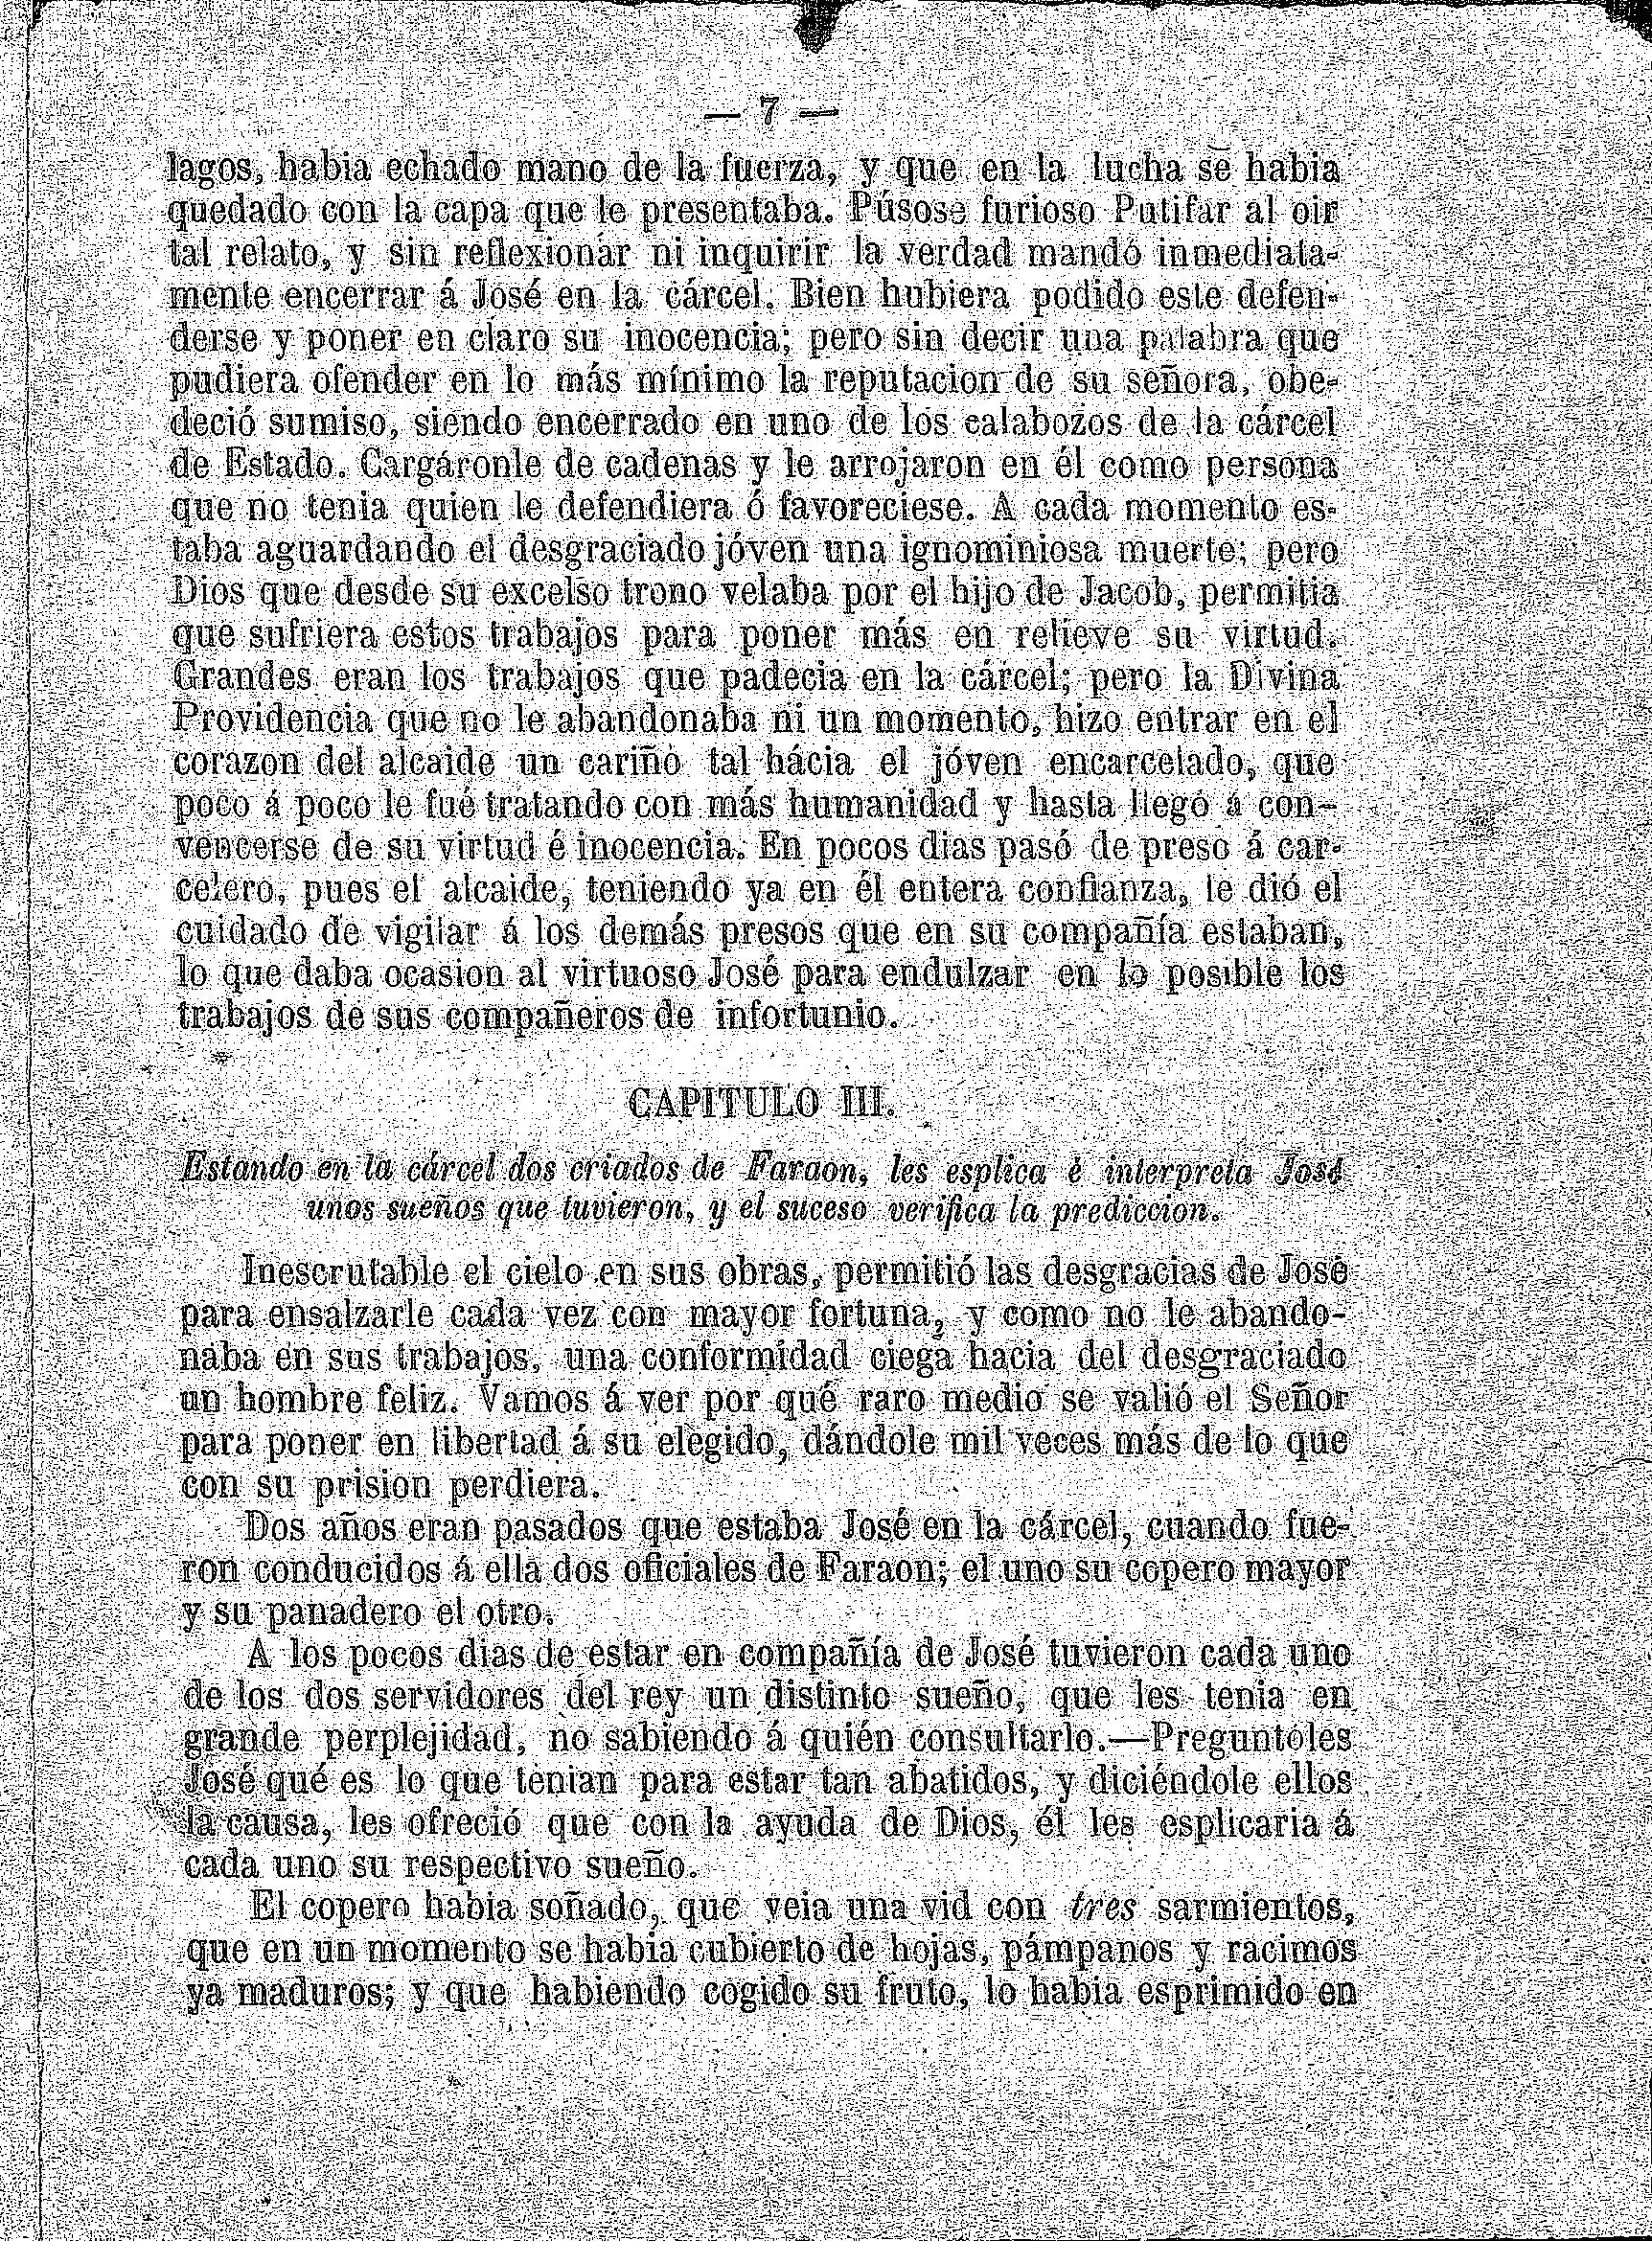 — 7 —
lagos, habia echado mano de la fuerza, y que en la lucha se habia
quedado con la capa que le presentaba. Púsose furioso Putifar al oir
tal relato, y sin reflexionar ni inquirir la verdad mandó inmediata-
mente encerrar á José en la cárcel. Bien hubiera podido este defen-
derse y poner en claro su inocencia; pero sin decir una palabra que
pudiera ofender en lo más mínimo la reputacion de su señora, obe-
deció sumiso, siendo encerrado en uno de los calabozos de la cárcel
de Estado. Cargáronle de cadenas y le arrojaron en él como persona
que no tenia quien le defendiera ó favoreciese. A cada momento es-
taba aguardando el desgraciado jóven una ignominiosa muerte; pero
Dios que desde su excelso trono velaba por el hijo de Jacob, permitia
que sufriera estos trabajos para poner más en relieve su virtud.
Grandes eran los trabajos que padecia en la cárcel; pero la Divina
Providencia que no le abandonaba ni un momento, hizo entrar en el
corazon del alcaide un cariño tal hácia el jóven encarcelado, que
poco á poco le fué tratando con más humanidad y hasta llegó á con-
vencerse de su virtud é inocencia. En pocos dias pasó de preso á car-
celero, pues el alcaide, teniendo ya en él entera confianza, le dió el
cuidado de vigilar á los demás presos que en su compañía estaban,
lo que daba ocasion al virtuoso José para endulzar en lo posible los
trabajos de sus compañeros de infortunio.
CAPITULO III.
Estando en la cárcel dos criados de Faraon, les esplica é interpreta José
unos sueños que tuvieron, y el suceso verifica la prediccion.
Inescrutable el cielo en sus obras, permitió las desgracias de José
para ensalzarle cada vez con mayor fortuna, y como no le abando-
naba en sus trabajos, una conformidad ciega hacia del desgraciado
un hombre feliz. Vamos á ver por qué raro medio se valió el Señor
para poner en libertad á su elegido, dándole mil veces más de lo que
con su prision perdiera.
Dos años eran pasados que estaba José en la cárcel, cuando fue-
ron conducidos á ella dos oficiales de Faraon; el uno su copero mayor
y su panadero el otro.
A los pocos dias de estar en compañía de José tuvieron cada uno
de los dos servidores del rey un distinto sueño, que les tenia en
grande perplejidad, no sabiendo á quién consultarlo.—Preguntóles
José qué es lo que tenian para estar tan abatidos, y diciéndole ellos
la causa, les ofreció que con la ayuda de Dios, él les esplicaria á
cada uno su respectivo sueño.
El copero habia soñado, que veia una vid con tres sarmientos,
que en un momento se habia cubierto de hojas, pámpanos y racimos
ya maduros; y que habiendo cogido su fruto, lo habia esprimido en